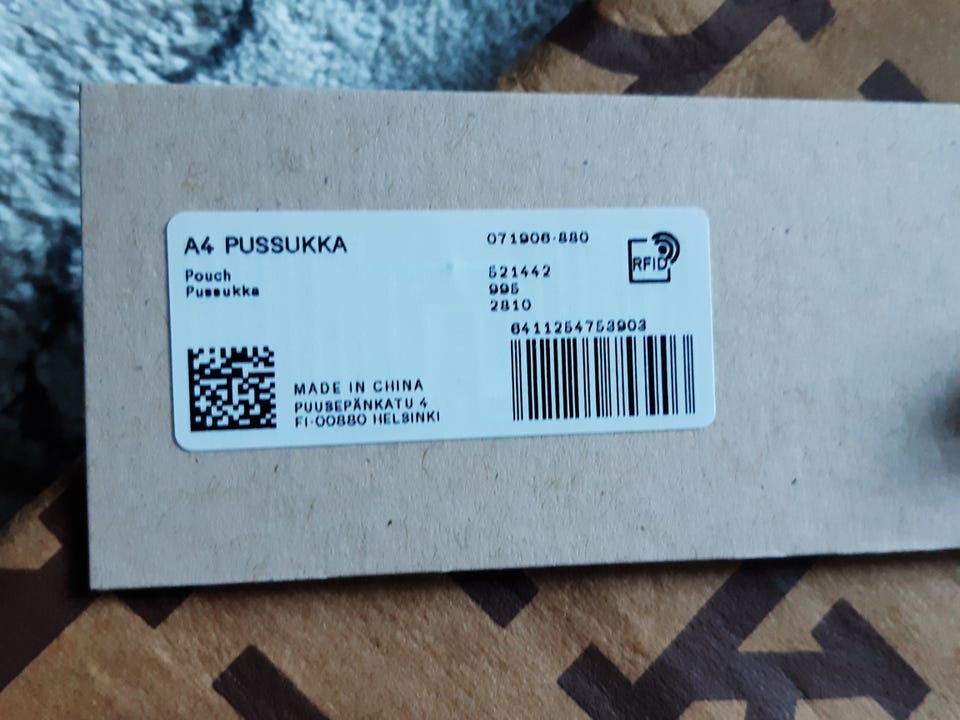 A4 PUSSUKKA
Pouch
Pussukka
071906-880
521442
995
2810
6411254753903
RFID
MADE IN CHINA
PUUSEPÄNKATU 4
FI-00880 HELSINKI